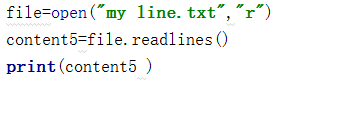 file=open("my line.txt","r")
content5=file.readlines()
print(content5 )